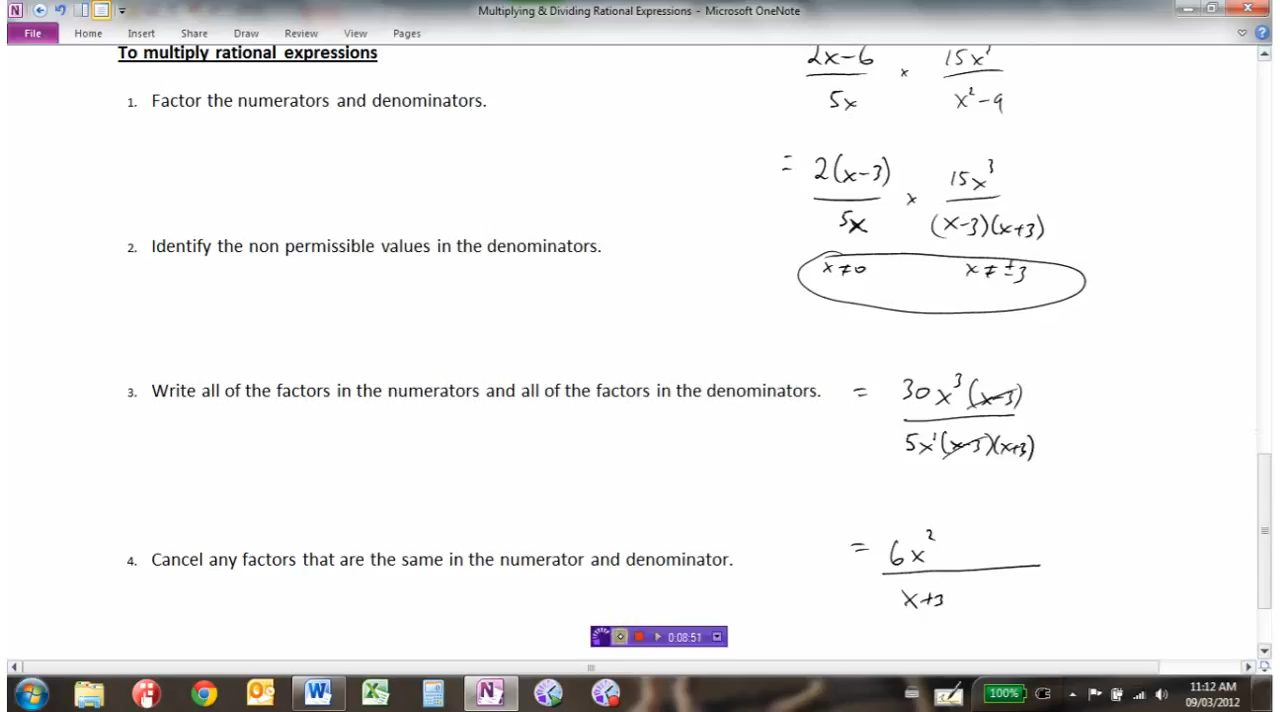 Multiplying & Dividing Rational Expressions - Microsoft OneNote
File Home Insert Share Draw Review View Pages
To multiply rational expressions
2x-6 × 15x
5x x²-9
1. Factor the numerators and denominators.
= 2(x-3) × 15x³
5x (x-3)(x+3)
2. Identify the non permissible values in the denominators.
x≠0 x≠±3
3. Write all of the factors in the numerators and all of the factors in the denominators.
= 30x³(x-3)
5x¹(x-3)(x+3)
4. Cancel any factors that are the same in the numerator and denominator.
= 6x²
x+3
0:08:51
100%
11:12 AM
09/03/2012